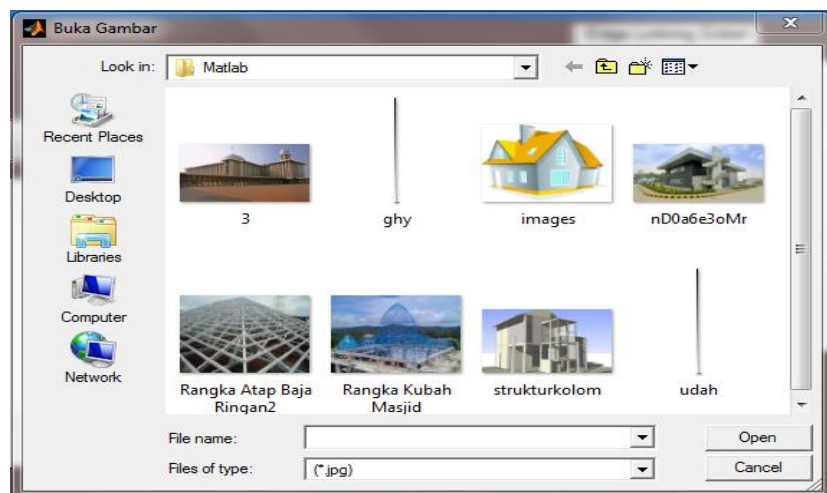 Buka Gambar
Look in: Matlab
Recent Places
Desktop
Libraries
Computer
Network
3
ghy
images
nD0a6e3oMr
Rangka Atap Baja
Ringan2
Rangka Kubah
Masjid
strukturkolom
udah
File name:
Open
Files of type: (*.jpg)
Cancel